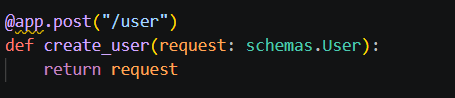 @app.post("/user")
def create_user(request: schemas.User):
    return request